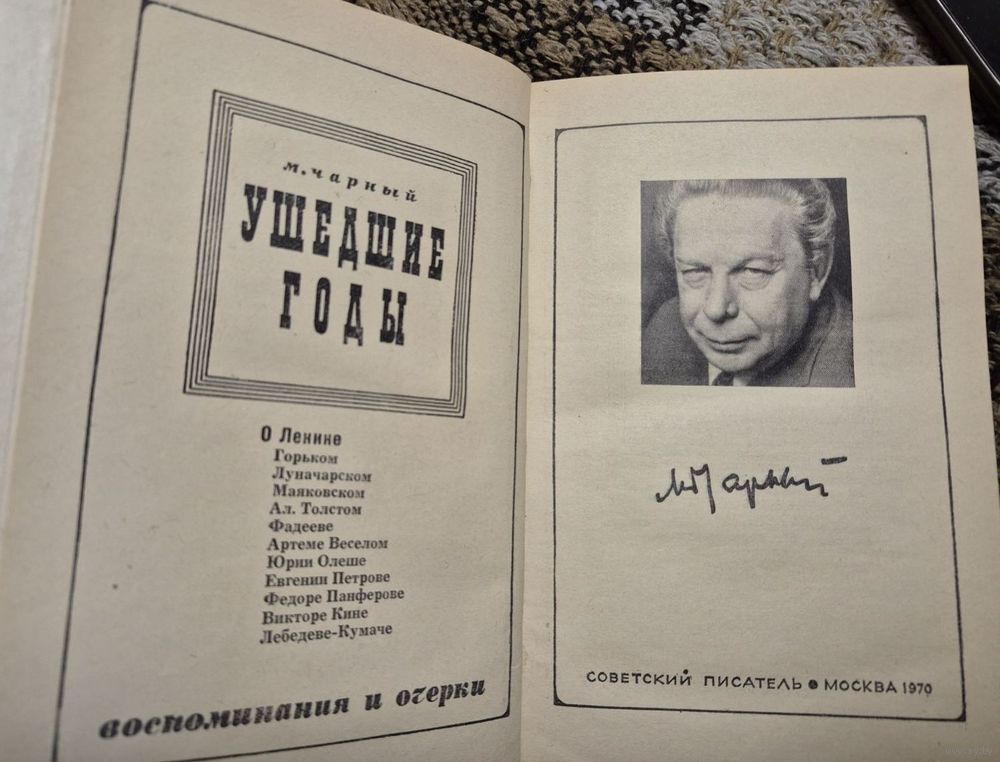 м. чарный
УШЕДШИЕ
ГОДЫ
О Ленине
Горьком
Луначарском
Маяковском
Ал. Толстом
Фадееве
Артеме Веселом
Юрии Олеше
Евгении Петрове
Федоре Панферове
Викторе Кине
Лебедеве-Кумаче
воспоминания и очерки
М Чарный
СОВЕТСКИЙ ПИСАТЕЛЬ • МОСКВА 1970